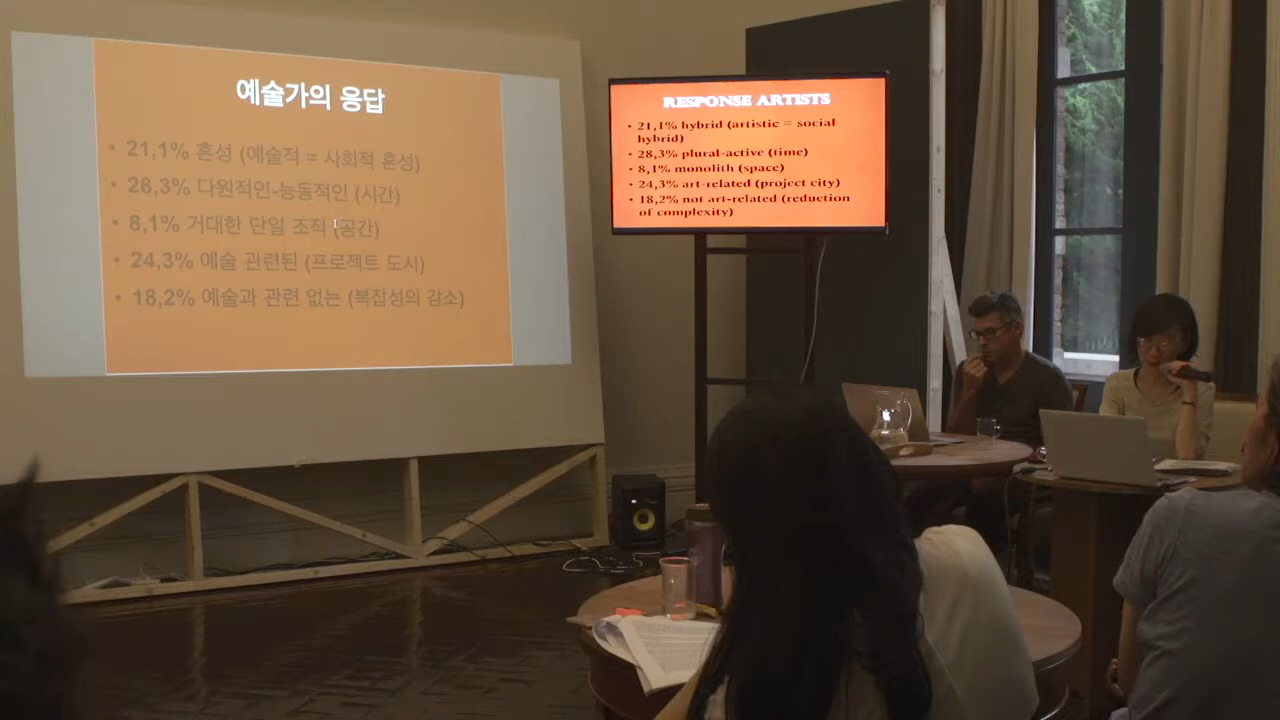 예술가의 응답
• 21,1% 혼성 (예술적 = 사회적 혼성)
• 28,3% 다원적인-능동적인 (시간)
• 8,1% 거대한 단일 조직 (공간)
• 24,3% 예술 관련된 (프로젝트 도시)
• 18,2% 예술과 관련 없는 (복잡성의 감소)
RESPONSE ARTISTS
• 21,1% hybrid (artistic = social
hybrid)
• 28,3% plural-active (time)
• 8,1% monolith (space)
• 24,3% art-related (project city)
• 18,2% not art-related (reduction
of complexity)